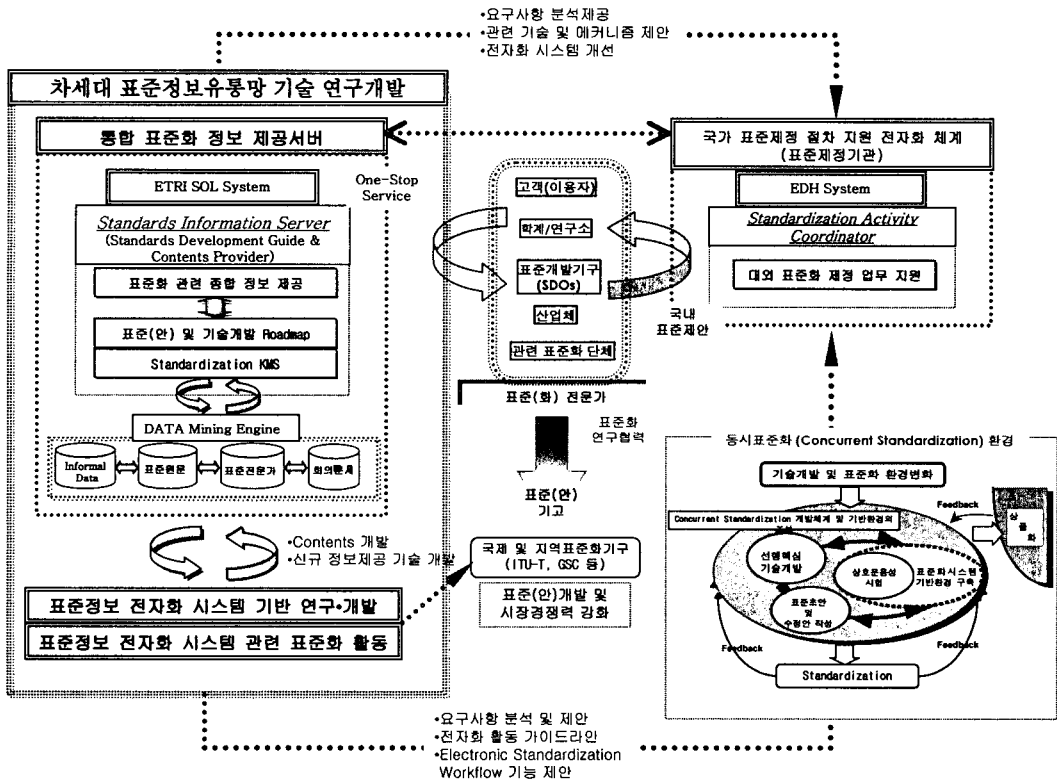 •요구사항 분석제공
•관련 기술 및 메커니즘 제안
•전자화 시스템 개선
차세대 표준정보유통망 기술 연구개발
통합 표준화 정보 제공서버
ETRI SOL System
One-Stop
Service
Standards Information Server
(Standards Development Guide &
Contents Provider)
표준화 관련 종합 정보 제공
표준(안) 및 기술개발 Roadmap
Standardization KMS
DATA Mining Engine
Informal
Data
표준원문
표준전문가
회의문서
•Contents 개발
•신규 정보제공 기술 개발
표준정보 전자화 시스템 기반 연구•개발
표준정보 전자화 시스템 관련 표준화 활동
고객(이용자)
학계/연구소
표준개발기구
(SDOs)
산업체
관련 표준화 단체
표준(화) 전문가
표준화
연구협력
표준(안)
기고
국제 및 지역표준화기구
(ITU-T, GSC 등)
표준(안)개발 및
시장경쟁력 강화
국가 표준제정 절차 지원 전자화 체계
(표준제정기관)
EDH System
Standardization Activity
Coordinator
대외 표준화 제정 업무 지원
국내
표준제안
동시표준화 (Concurrent Standardization) 환경
기술개발 및 표준화 환경변화
Concurrent Standardization 개발체계 및 기반환경의
Feedback
상
품
화
선행핵심
기술개발
상호운용성
시험
표준화시스템
기반환경 구축
표준초안
및
수정안 작성
Feedback
Feedback
Standardization
•요구사항 분석 및 제안
•전자화 활동 가이드라인
•Electronic Standardization
Workflow 기능 제안